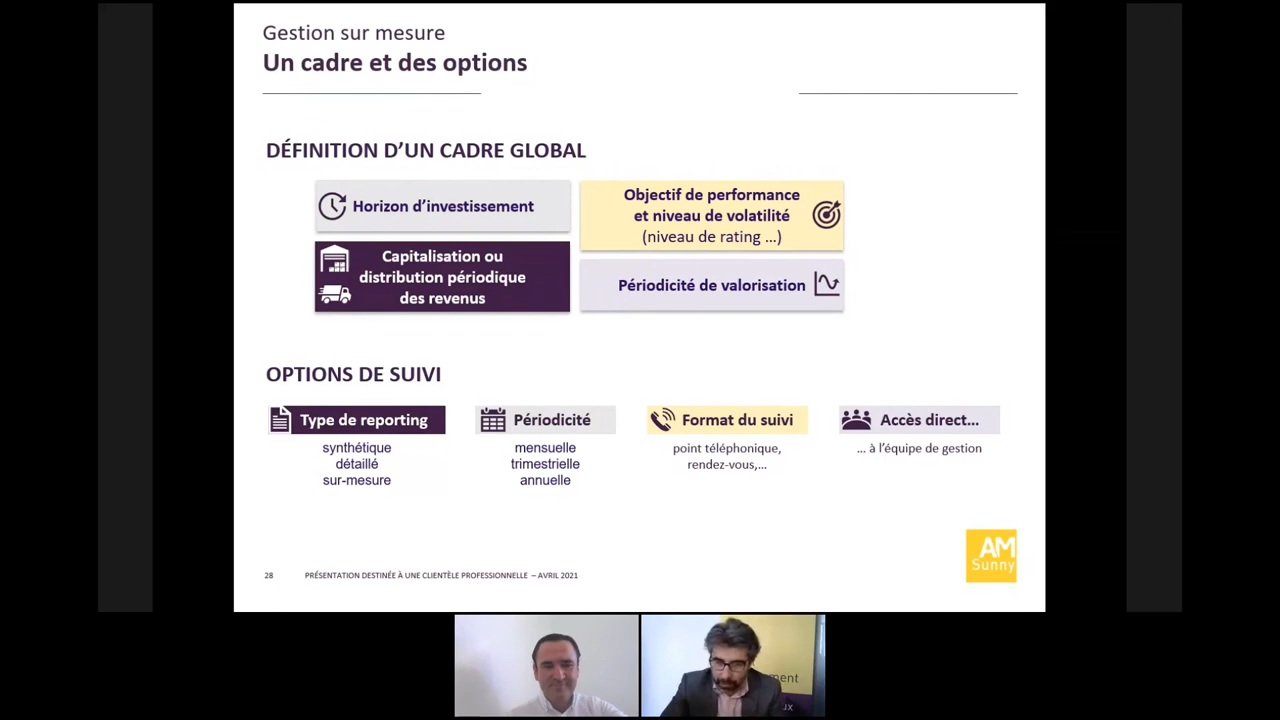 Gestion sur mesure
Un cadre et des options
DÉFINITION D’UN CADRE GLOBAL
Horizon d’investissement
Capitalisation ou
distribution périodique
des revenus
Objectif de performance
et niveau de volatilité
(niveau de rating ...)
Périodicité de valorisation
OPTIONS DE SUIVI
Type de reporting
synthétique
détaillé
sur-mesure
Périodicité
mensuelle
trimestrielle
annuelle
Format du suivi
point téléphonique,
rendez-vous,...
Accès direct...
... à l’équipe de gestion
AM
Sunny
28 PRÉSENTATION DESTINÉE À UNE CLIENTÈLE PROFESSIONNELLE – AVRIL 2021